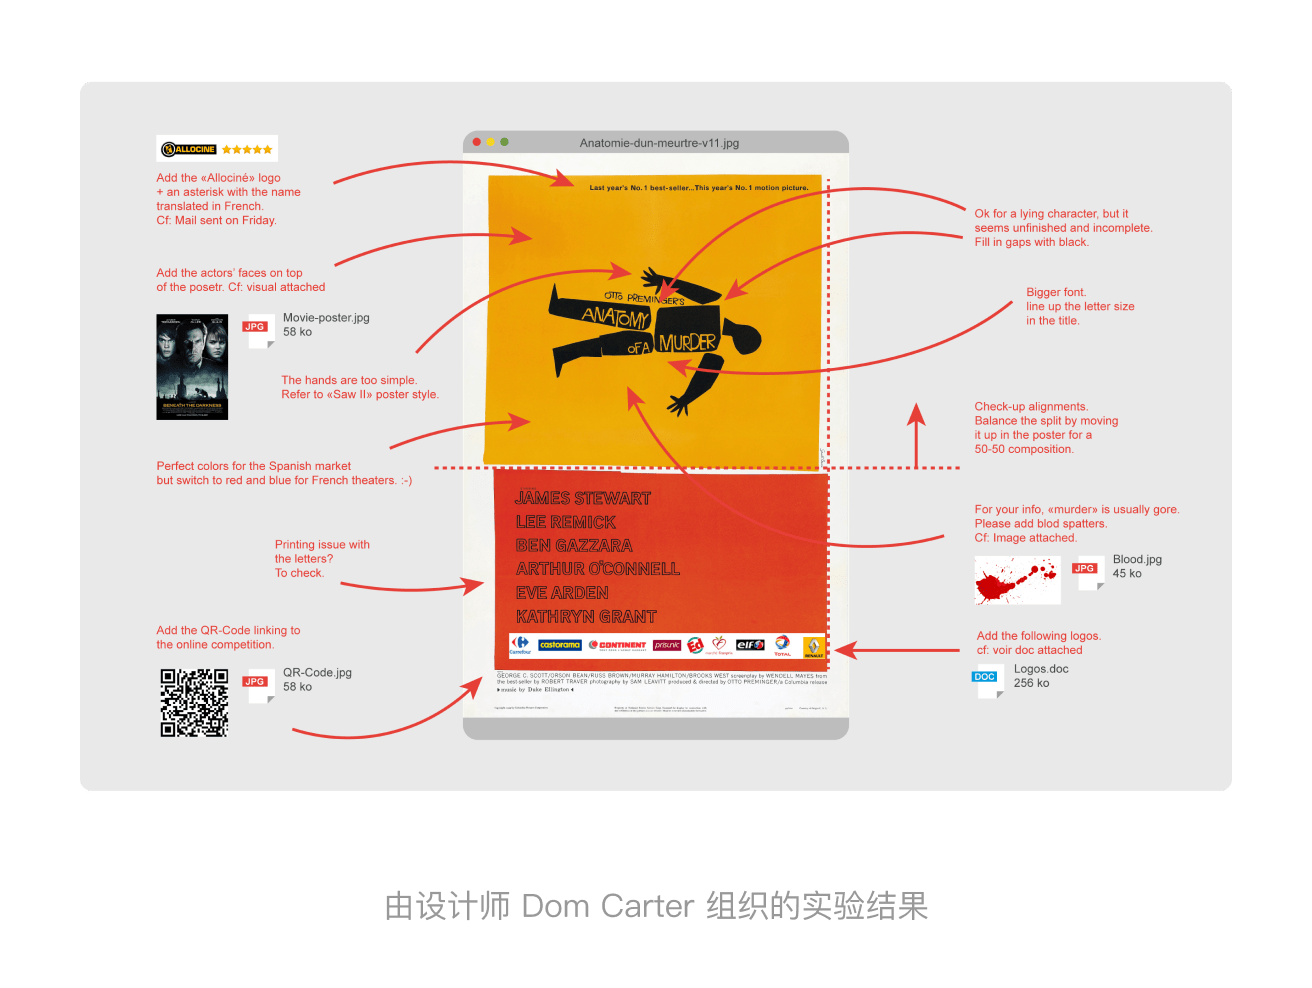 Anatomie-dun-meurtre-v11.jpg
ALLOCINE
Add the «Allociné» logo
+ an asterisk with the name
translated in French.
Cf: Mail sent on Friday.
Add the actors' faces on top
of the posetr. Cf: visual attached
JPG
Movie-poster.jpg
58 ko
BENEATH THE DARKNESS
The hands are too simple.
Refer to «Saw II» poster style.
Perfect colors for the Spanish market
but switch to red and blue for French theaters. :-)
Printing issue with
the letters?
To check.
Add the QR-Code linking to
the online competition.
JPG
QR-Code.jpg
58 ko
Last year's No. 1 best-seller...This year's No. 1 motion picture.
OTTO PREMINGER'S
ANATOMY
OF A MURDER
JAMES STEWART
LEE REMICK
BEN GAZZARA
ARTHUR O'CONNELL
EVE ARDEN
KATHRYN GRANT
Carrefour
castorama
CONTINENT
prisunic
Ed
elf
TOTAL
RENAULT
GEORGE C. SCOTT/ORSON BEAN/RUSS BROWN/MURRAY HAMILTON/BROOKS WEST screenplay by WENDELL MAYES from
the best-seller by ROBERT TRAVER photography by SAM LEAVITT produced & directed by OTTO PREMINGER/a Columbia release
music by Duke Ellington
Ok for a lying character, but it
seems unfinished and incomplete.
Fill in gaps with black.
Bigger font.
line up the letter size
in the title.
Check-up alignments.
Balance the split by moving
it up in the poster for a
50-50 composition.
For your info, «murder» is usually gore.
Please add blod spatters.
Cf: Image attached.
JPG
Blood.jpg
45 ko
Add the following logos.
cf: voir doc attached
DOC
Logos.doc
256 ko
由设计师 Dom Carter 组织的实验结果